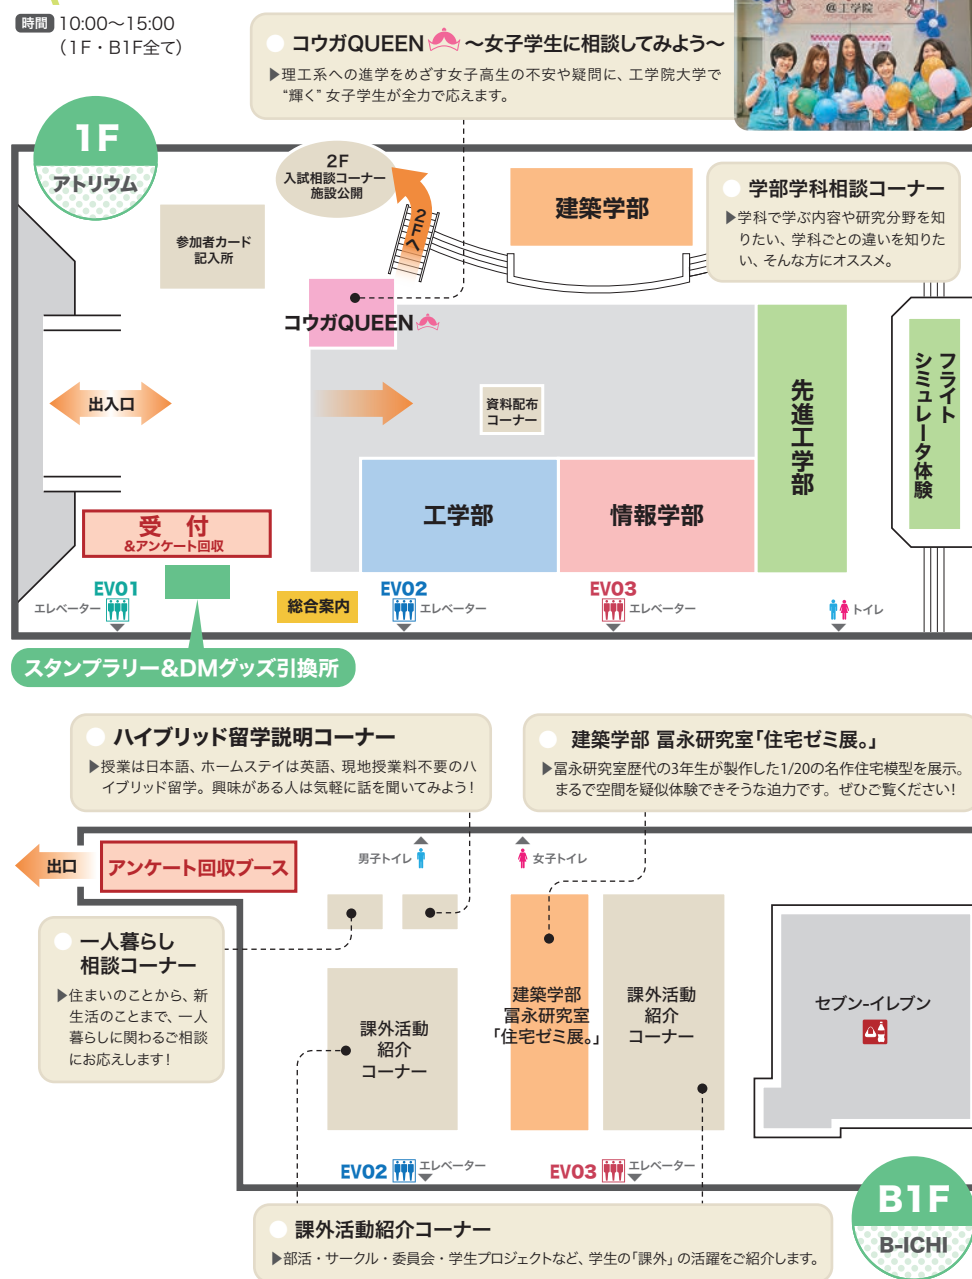 時間 10:00～15:00
（1F・B1F全て）
コウガQUEEN ～女子学生に相談してみよう～
▶理工系への進学をめざす女子高生の不安や疑問に、工学院大学で
“輝く”女子学生が全力で応えます。
@工学院
1F
アトリウム
2F
入試相談コーナー
施設公開
2Fへ
建築学部
学部学科相談コーナー
▶学科で学ぶ内容や研究分野を知
りたい、学科ごとの違いを知りた
い、そんな方にオススメ。
参加者カード
記入所
コウガQUEEN
出入口
資料配布
コーナー
先進工学部
フライト
シミュレータ体験
工学部
情報学部
受 付
&アンケート回収
EV01
エレベーター
総合案内
EV02
エレベーター
EV03
エレベーター
トイレ
スタンプラリー&DMグッズ引換所
ハイブリッド留学説明コーナー
▶授業は日本語、ホームステイは英語、現地授業料不要のハ
イブリッド留学。興味がある人は気軽に話を聞いてみよう！
建築学部 冨永研究室「住宅ゼミ展。」
▶冨永研究室歴代の3年生が製作した1/20の名作住宅模型を展示。
まるで空間を疑似体験できそうな迫力です。ぜひご覧ください！
出口
アンケート回収ブース
男子トイレ
女子トイレ
一人暮らし
相談コーナー
▶住まいのことから、新
生活のことまで、一人
暮らしに関わるご相談
にお応えします！
課外活動
紹介
コーナー
建築学部
冨永研究室
「住宅ゼミ展。」
課外活動
紹介
コーナー
セブン-イレブン
EV02
エレベーター
EV03
エレベーター
B1F
B-ICHI
課外活動紹介コーナー
▶部活・サークル・委員会・学生プロジェクトなど、学生の「課外」の活躍をご紹介します。